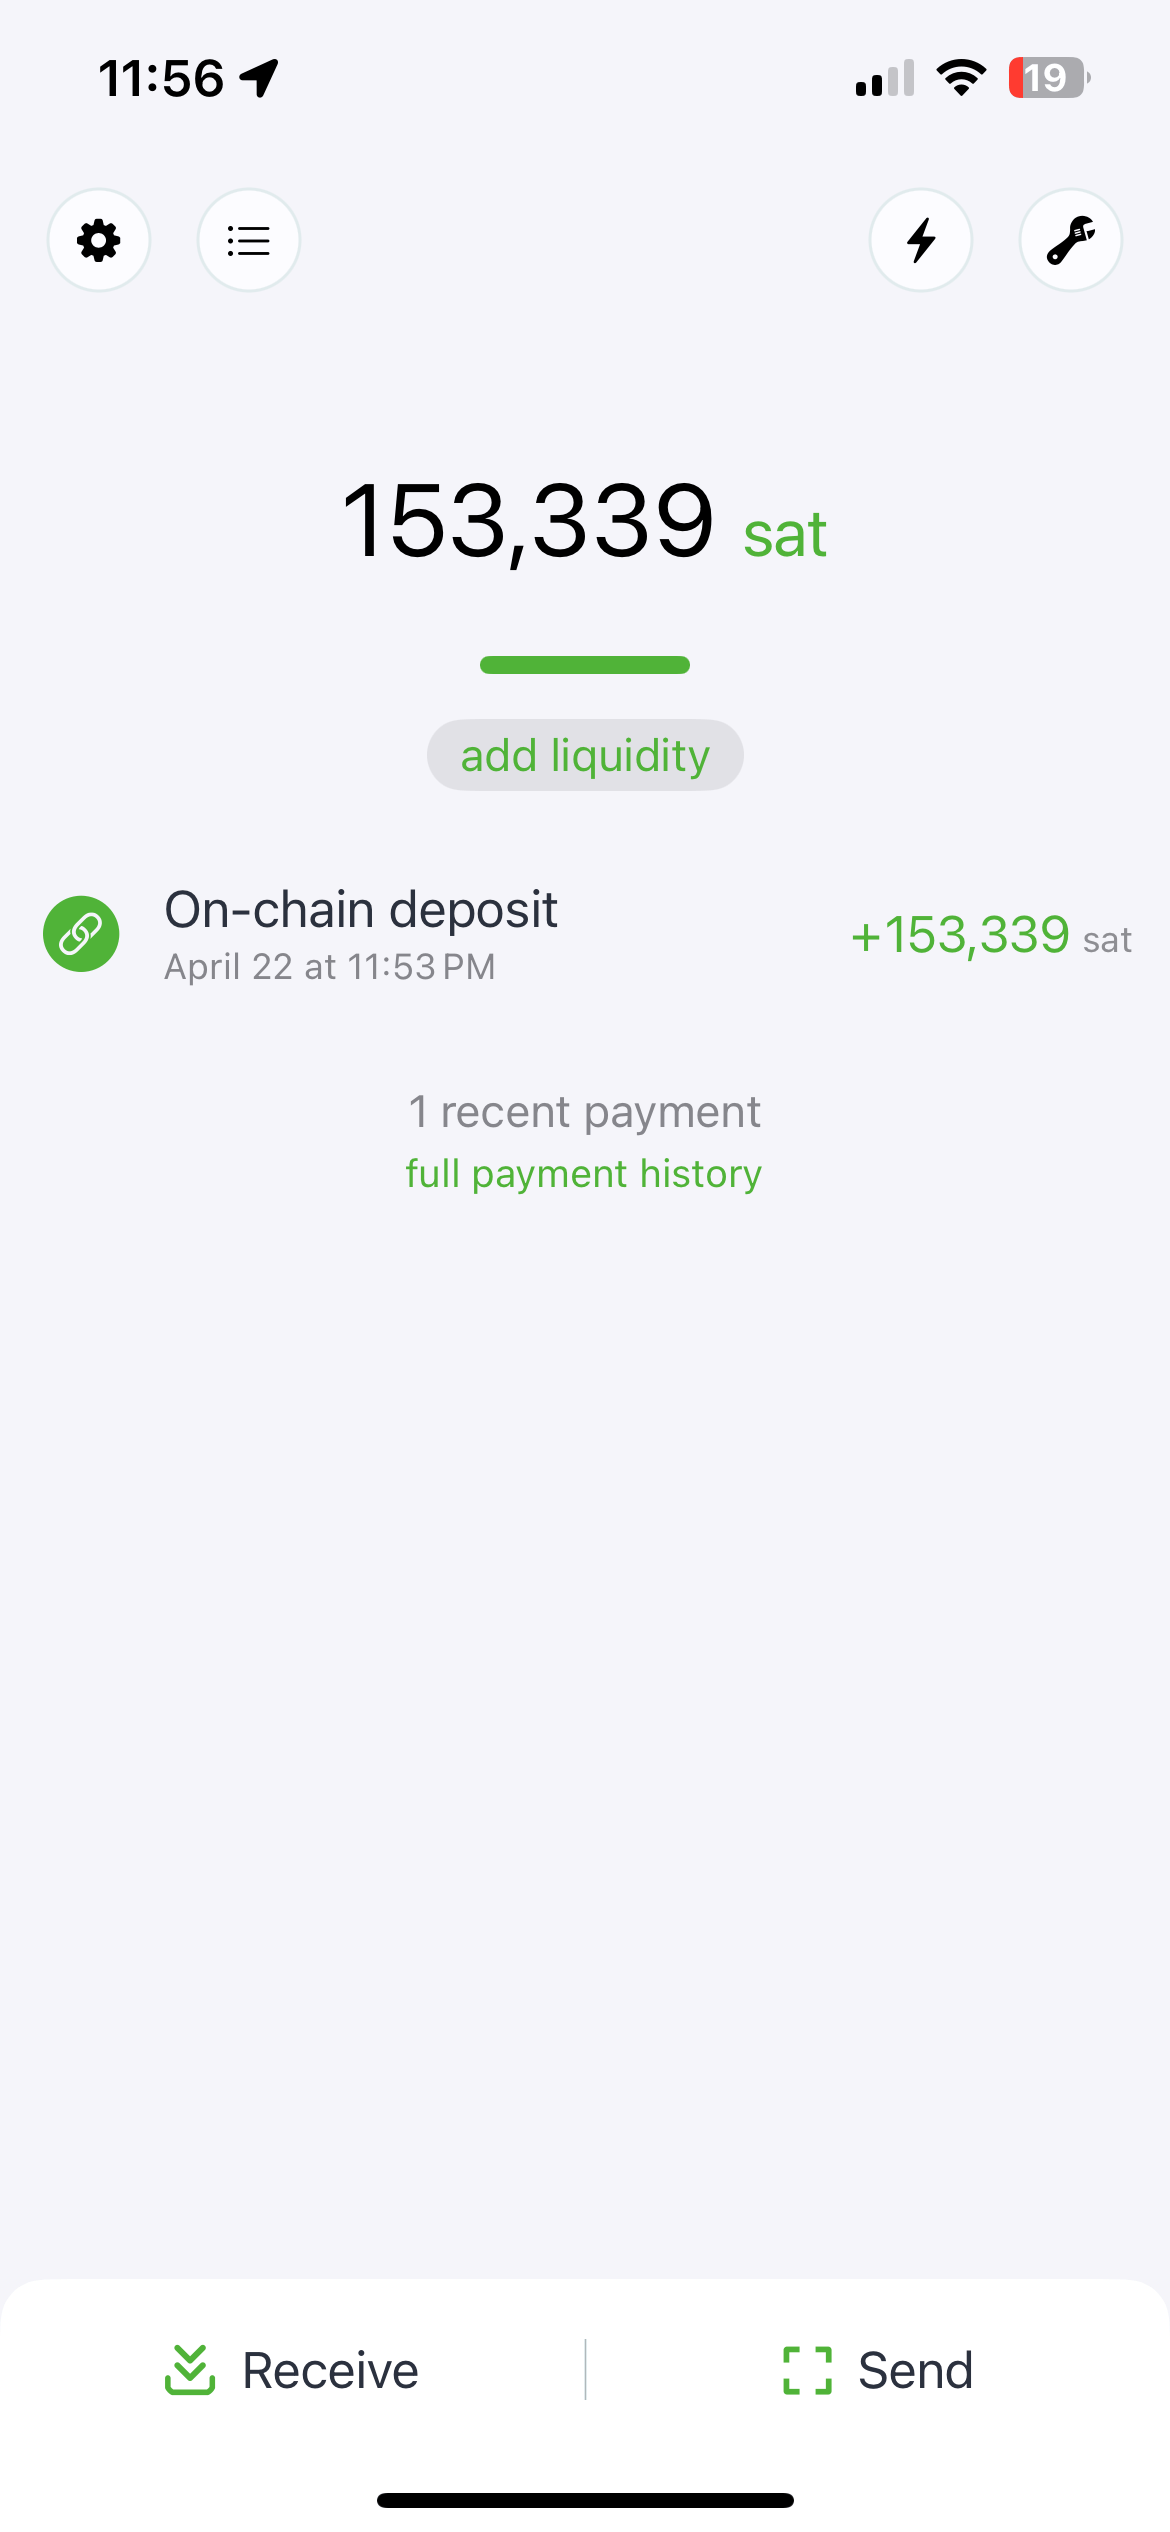 11:56
19
153,339 sat
add liquidity
On-chain deposit
April 22 at 11:53 PM
+153,339 sat
1 recent payment
full payment history
Receive
Send